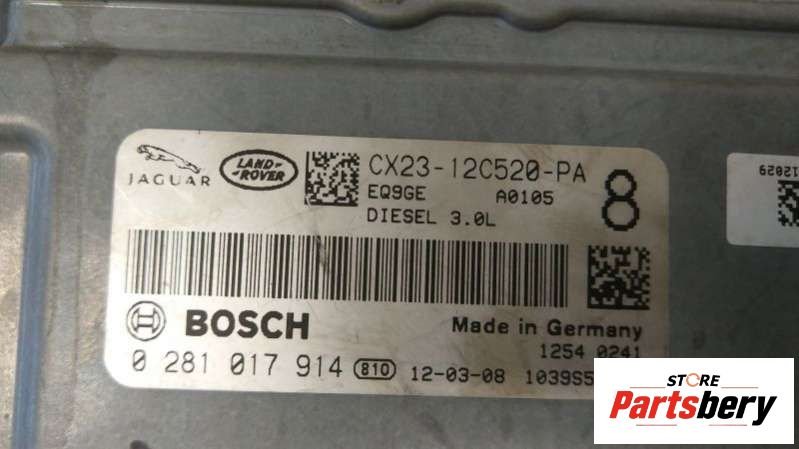 JAGUAR
LAND-
-ROVER
CX23-12C520-PA
EQ9GE A0105
DIESEL 3.0L
8
BOSCH
Made in Germany
1254 0241
0 281 017 914 810 12-03-08 1039S5
12029
STORE
Partsbery